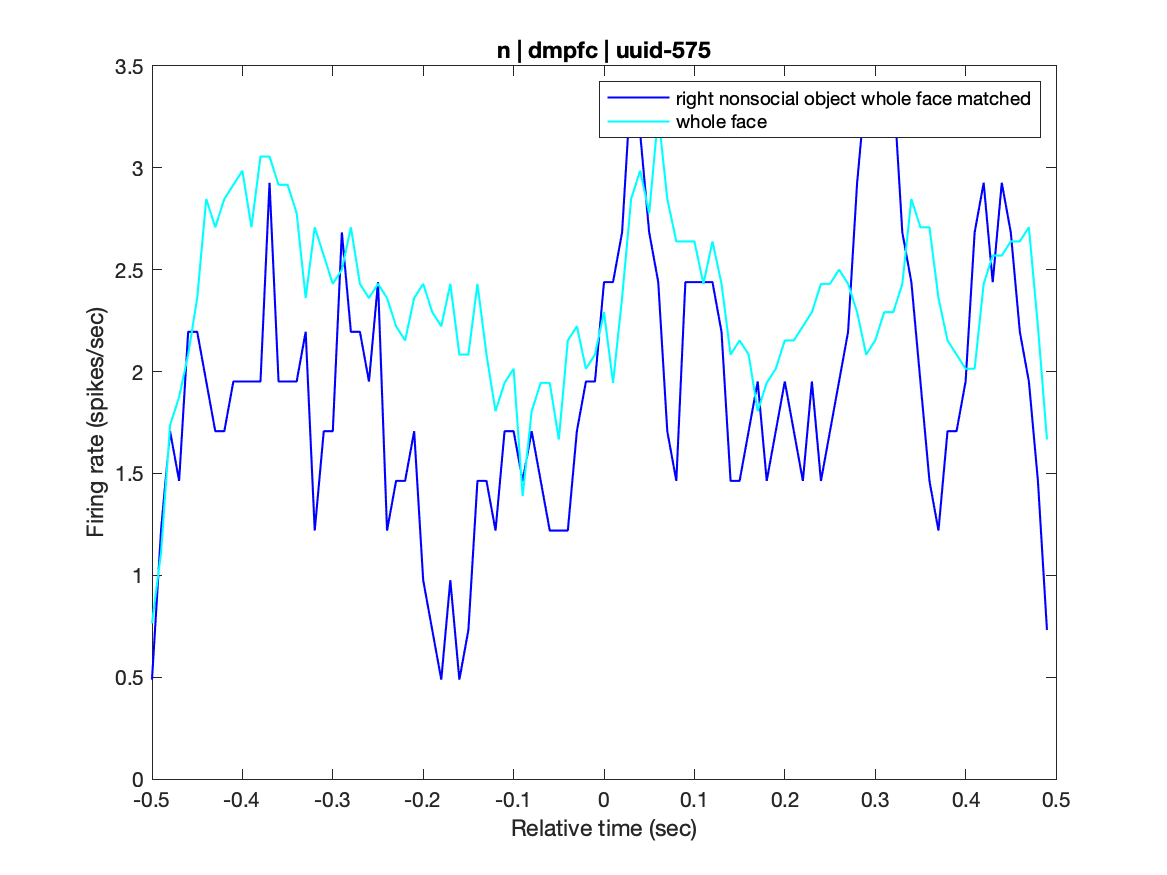 n | dmpfc | uuid-575
3.5
right nonsocial object whole face matched
whole face
3
2.5
2
1.5
1
0.5
0
Firing rate (spikes/sec)
-0.5 -0.4 -0.3 -0.2 -0.1 0 0.1 0.2 0.3 0.4 0.5
Relative time (sec)